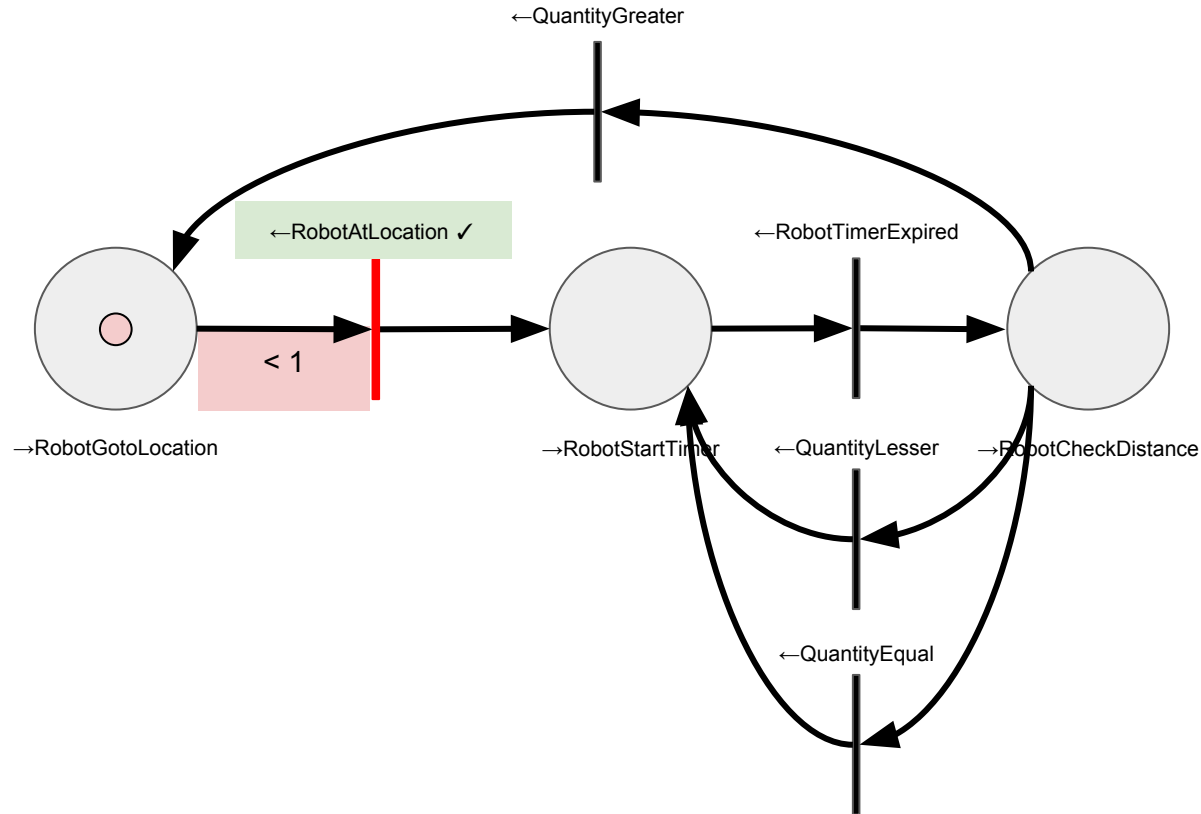 ←QuantityGreater
←RobotAtLocation ✓
←RobotTimerExpired
< 1
→RobotGotoLocation
→RobotStartTimer
←QuantityLesser
→RobotCheckDistance
←QuantityEqual